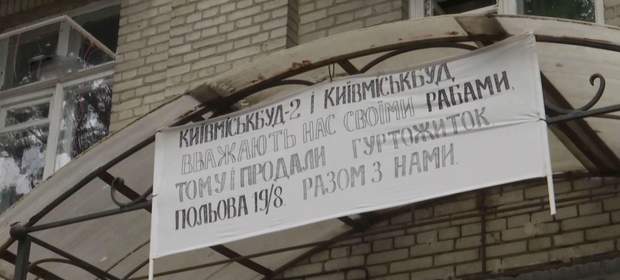 КИЇВМІСЬКБУД-2 І КИЇВМІСЬКБУД,
ВВАЖАЮТЬ НАС СВОЇМИ РАБАМИ,
ТОМУ І ПРОДАЛИ ГУРТОЖИТОК
ПОЛЬОВА 19/8. РАЗОМ З НАМИ.